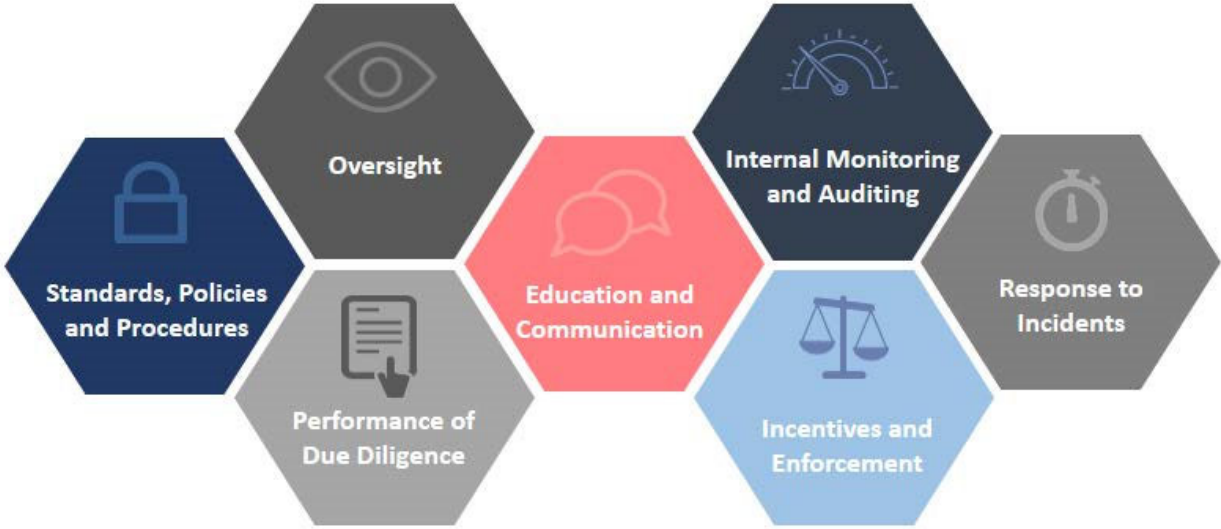 Oversight
Internal Monitoring
and Auditing
Standards, Policies
and Procedures
Education and
Communication
Response to
Incidents
Performance of
Due Diligence
Incentives and
Enforcement